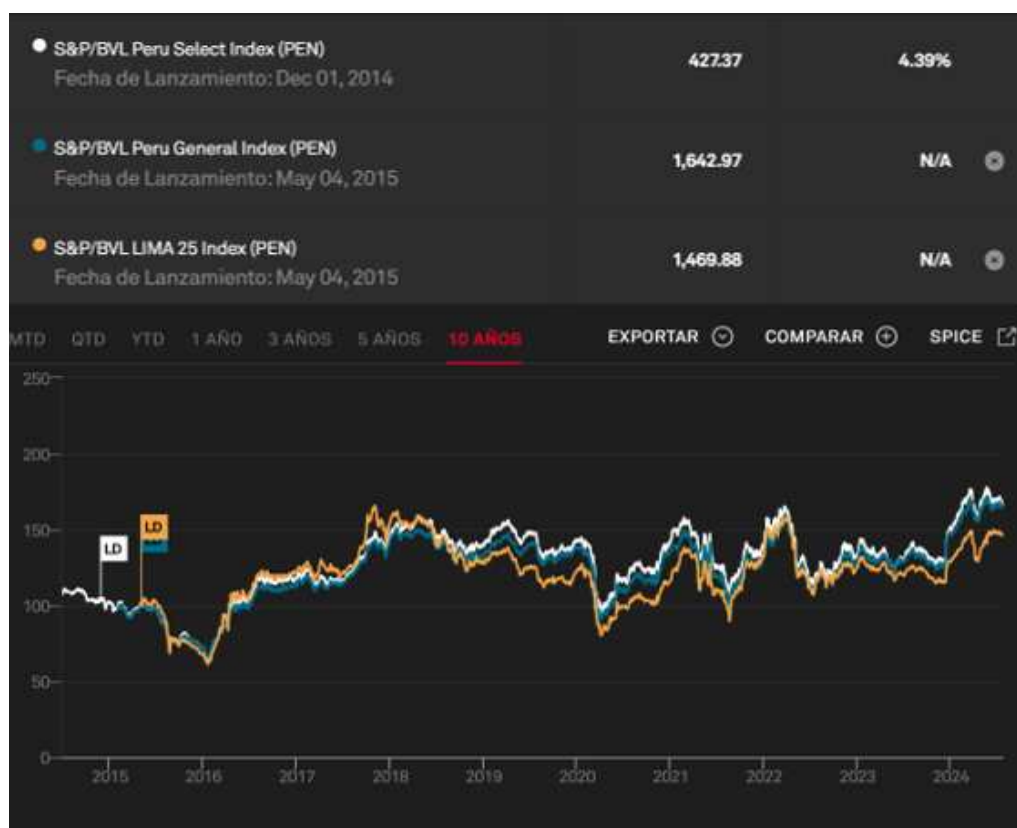 S&P/BVL Peru Select Index (PEN)
Fecha de Lanzamiento: Dec 01, 2014
427.37
4.39%
S&P/BVL Peru General Index (PEN)
Fecha de Lanzamiento: May 04, 2015
1,642.97
N/A
S&P/BVL LIMA 25 Index (PEN)
Fecha de Lanzamiento: May 04, 2015
1,469.88
N/A
MTD QTD YTD 1 AÑO 3 AÑOS 5 AÑOS 10 AÑOS EXPORTAR COMPARAR SPICE
250
200
150
100
50
0
LD
LD
2015 2016 2017 2018 2019 2020 2021 2022 2023 2024